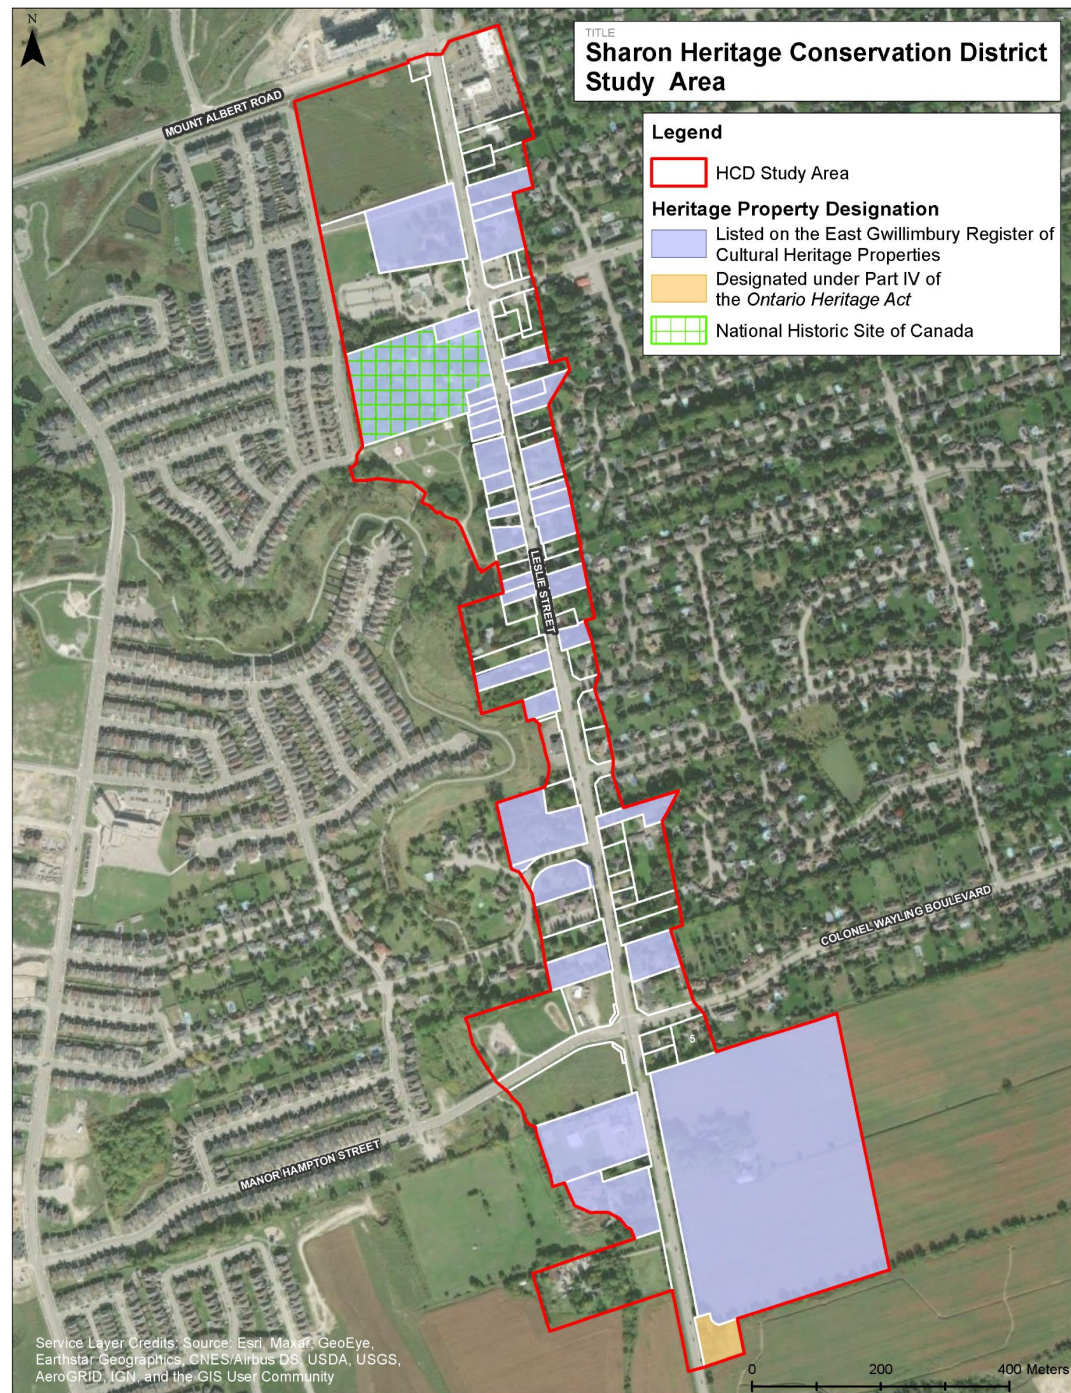 N
TITLE
Sharon Heritage Conservation District
Study Area
MOUNT ALBERT ROAD
Legend
HCD Study Area
Heritage Property Designation
Listed on the East Gwillimbury Register of
Cultural Heritage Properties
Designated under Part IV of
the Ontario Heritage Act
National Historic Site of Canada
LESLIE STREET
COLONEL WAYLING BOULEVARD
5
MANOR HAMPTON STREET
Service Layer Credits: Source: Esri, Maxar, GeoEye,
Earthstar Geographics, CNES/Airbus DS, USDA, USGS,
AeroGRID, IGN, and the GIS User Community
0 200 400 Meters